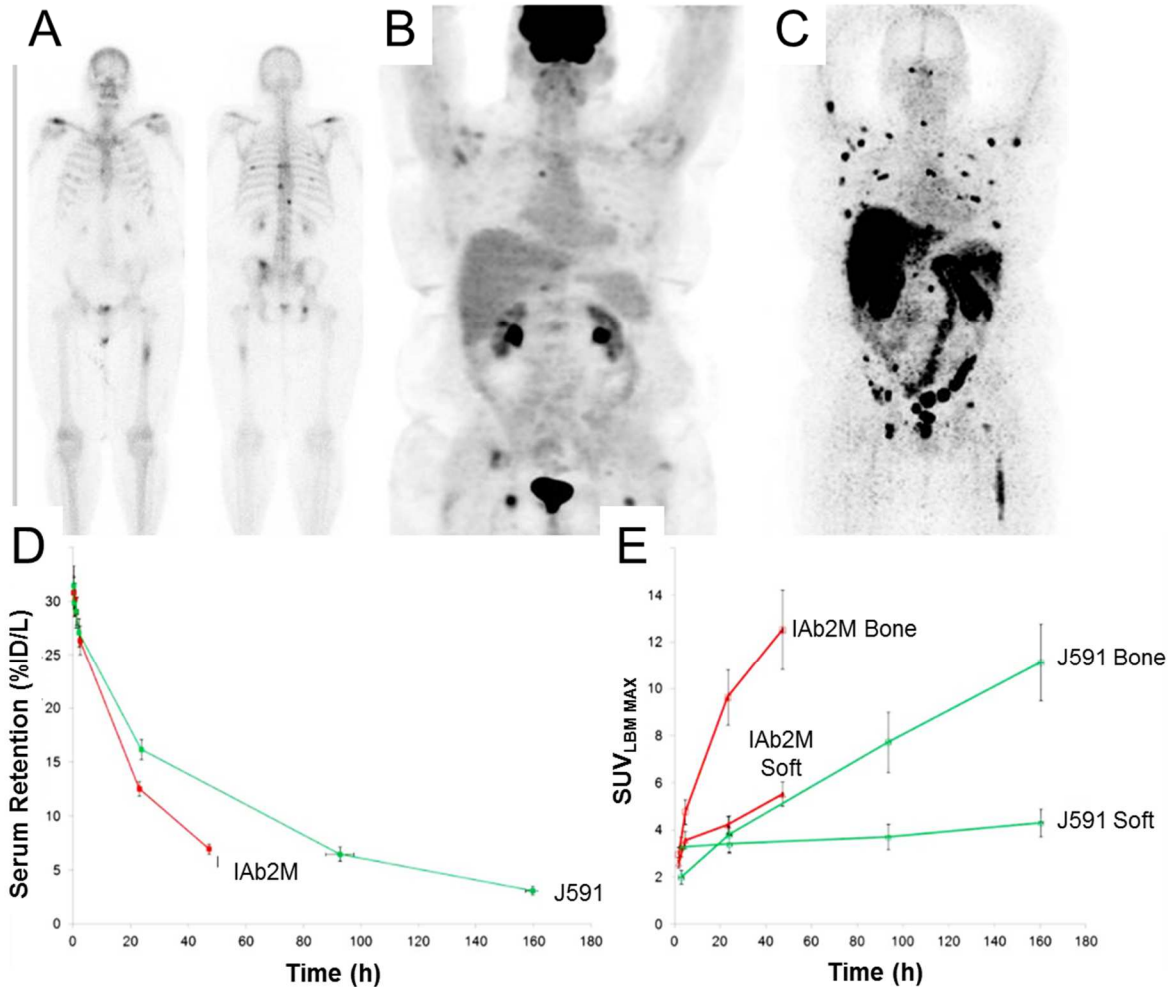 A
B
C
D
Serum Retention (%ID/L)
30
25
20
15
10
5
0
0 20 40 60 80 100 120 140 160 180
Time (h)
IAb2M
J591
E
SUV LBM MAX
14
12
10
8
6
4
2
0
0 20 40 60 80 100 120 140 160 180
Time (h)
IAb2M Bone
J591 Bone
IAb2M
Soft
J591 Soft